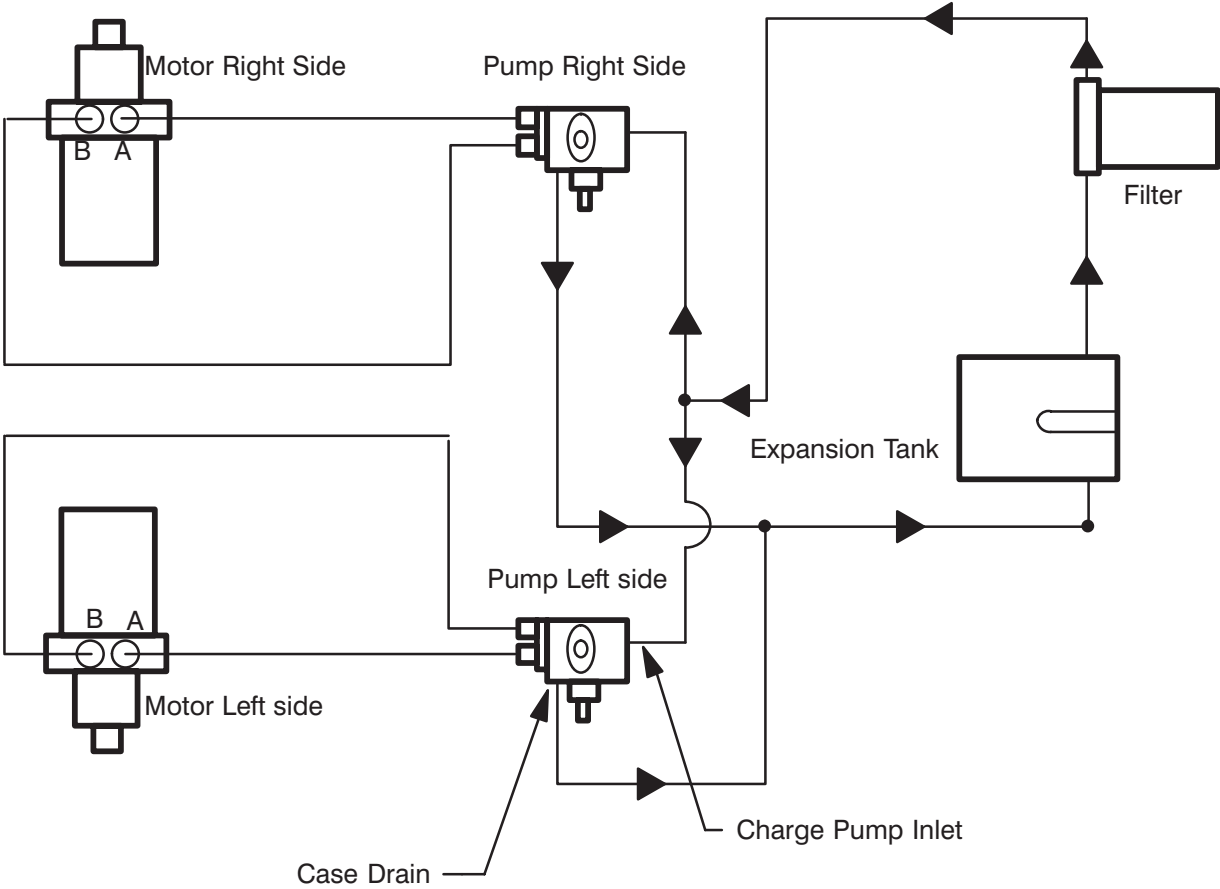 Motor Right Side
Pump Right Side
B A
Filter
Expansion Tank
Pump Left side
B A
Motor Left side
Charge Pump Inlet
Case Drain